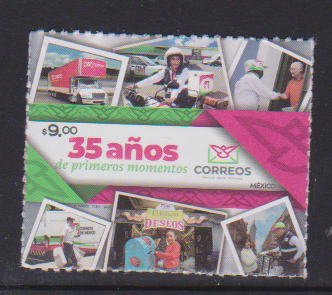 $9.00
35 años
de primeros momentos
CORREOS
MÉXICO
DESEOS